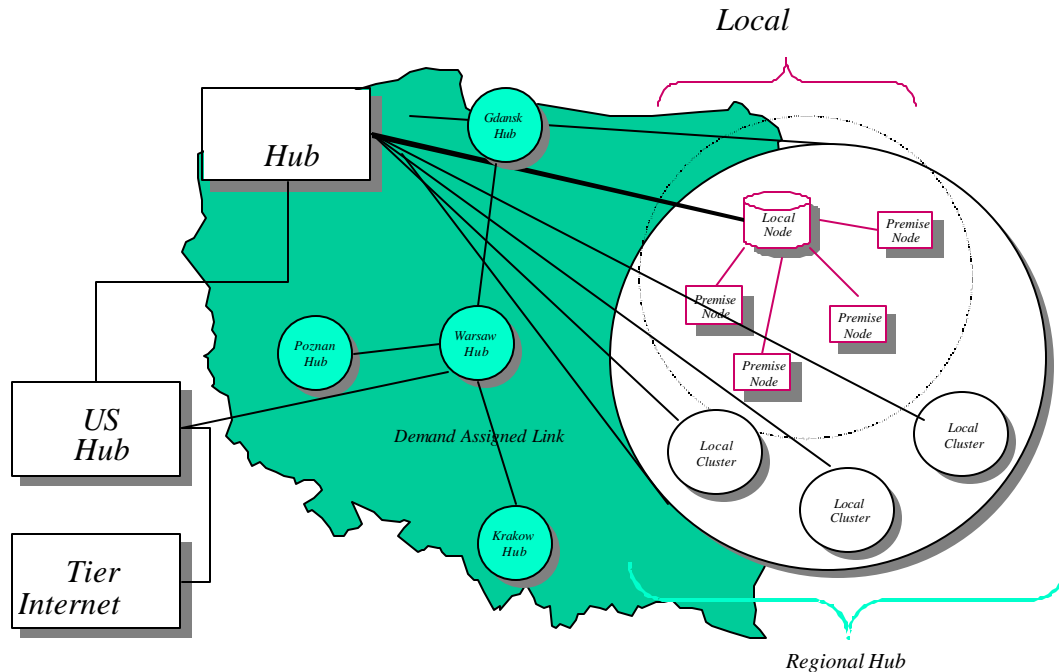 Local
Gdansk
Hub
Hub
Local
Node
Premise
Node
Premise
Node
Premise
Node
Premise
Node
Poznan
Hub
Warsaw
Hub
US
Hub
Demand Assigned Link
Local
Cluster
Local
Cluster
Local
Cluster
Krakow
Hub
Tier
Internet
Regional Hub